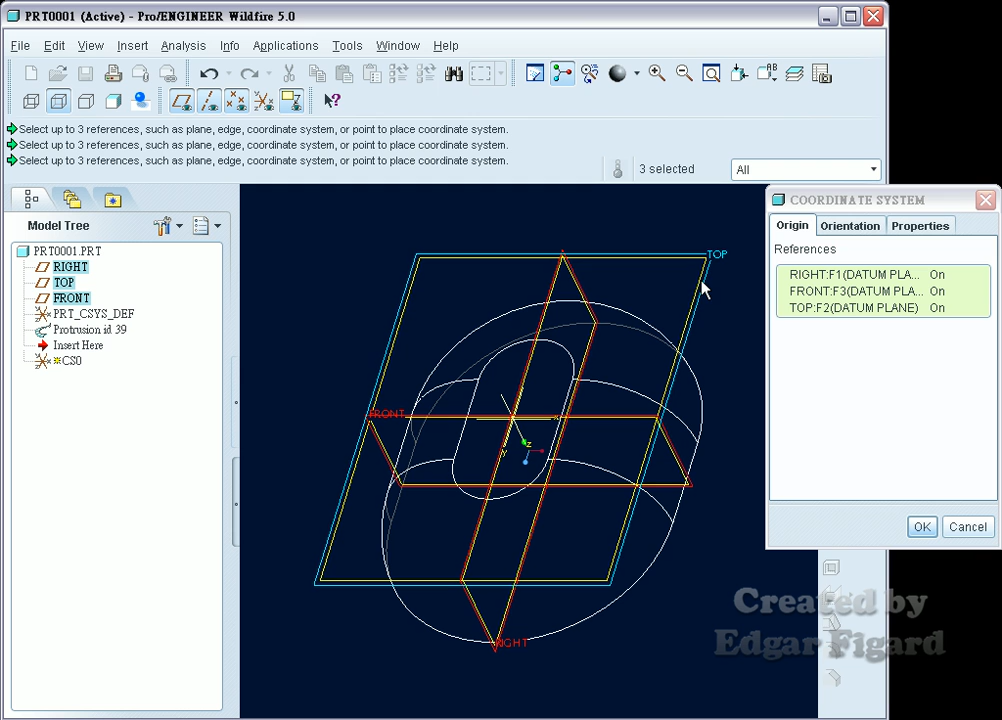 PRT0001 (Active) - Pro/ENGINEER Wildfire 5.0
File Edit View Insert Analysis Info Applications Tools Window Help
Select up to 3 references, such as plane, edge, coordinate system, or point to place coordinate system.
Select up to 3 references, such as plane, edge, coordinate system, or point to place coordinate system.
Select up to 3 references, such as plane, edge, coordinate system, or point to place coordinate system.
3 selected
All
Model Tree
PRT0001.PRT
RIGHT
TOP
FRONT
PRT_CSYS_DEF
Protrusion id 39
Insert Here
CS0
TOP
FRONT
x
z
y
RIGHT
COORDINATE SYSTEM
Origin Orientation Properties
References
RIGHT:F1(DATUM PLA... On
FRONT:F3(DATUM PLA... On
TOP:F2(DATUM PLANE) On
OK Cancel
Created by
Edgar Figard